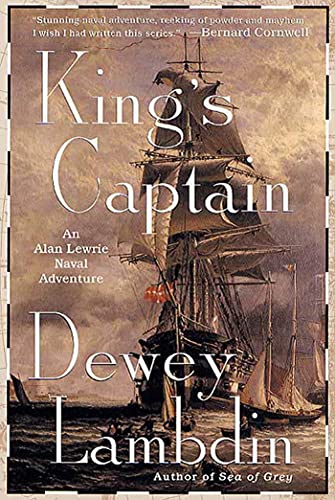 "Stunning naval adventure, reeking of powder and mayhem
I wish I had written this series." —Bernard Cornwell
King's
Captain
An
Alan Lewrie
Naval
Adventure
Dewey
Lambdin
Author of Sea of Grey